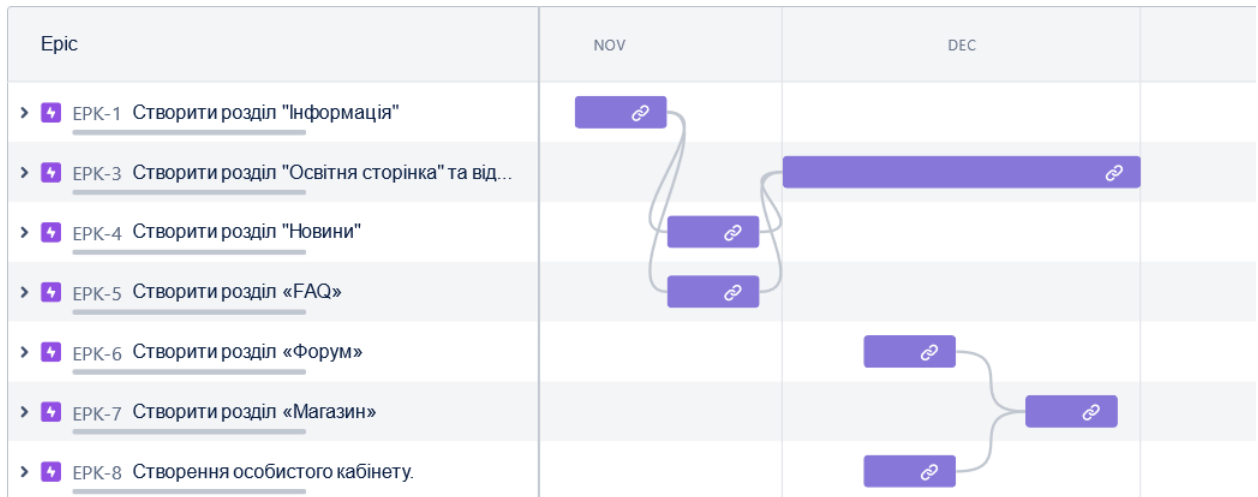 Epic
NOV
DEC
EPK-1 Створити розділ "Інформація"
EPK-3 Створити розділ "Освітня сторінка" та від...
EPK-4 Створити розділ "Новини"
EPK-5 Створити розділ «FAQ»
EPK-6 Створити розділ «Форум»
EPK-7 Створити розділ «Магазин»
EPK-8 Створення особистого кабінету.